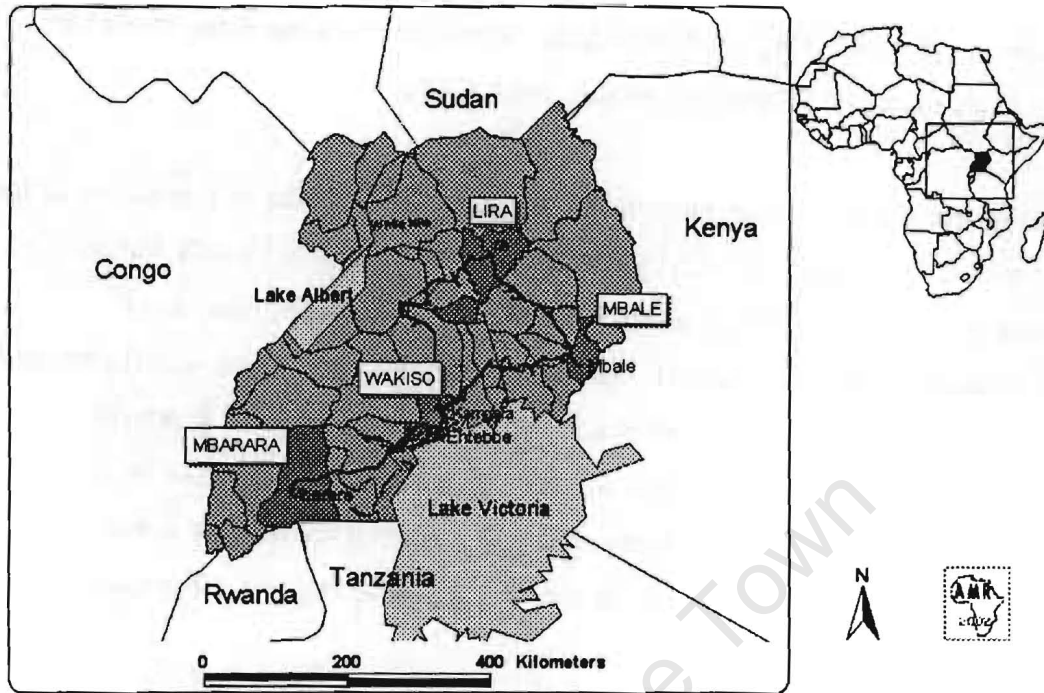 Sudan
LIRA
Kenya
Congo
Lake Albert
MBALE
Mbale
WAKISO
Kampala
Entebbe
MBARARA
Mbarara
Lake Victoria
Tanzania
Rwanda
0 200 400 Kilometers
N
AMR
Town